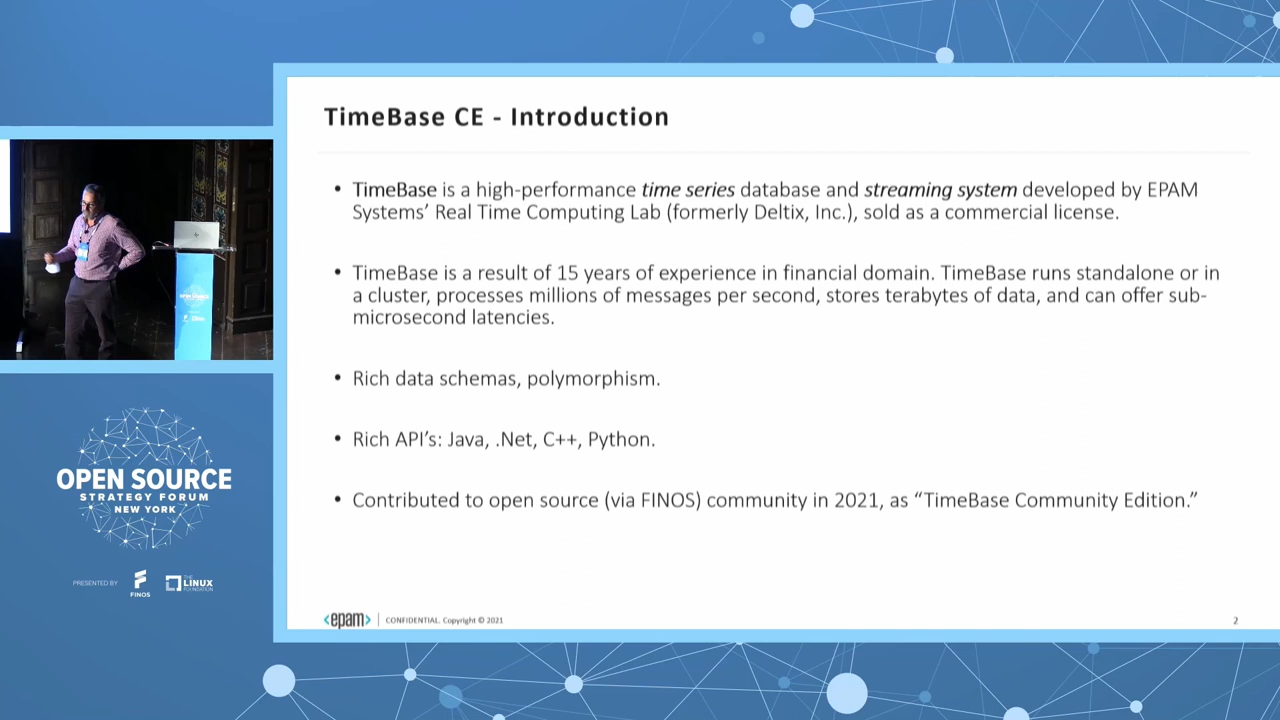 TimeBase CE - Introduction
• TimeBase is a high-performance time series database and streaming system developed by EPAM
Systems’ Real Time Computing Lab (formerly Deltix, Inc.), sold as a commercial license.
• TimeBase is a result of 15 years of experience in financial domain. TimeBase runs standalone or in
a cluster, processes millions of messages per second, stores terabytes of data, and can offer sub-
microsecond latencies.
• Rich data schemas, polymorphism.
• Rich API’s: Java, .Net, C++, Python.
• Contributed to open source (via FINOS) community in 2021, as “TimeBase Community Edition.”
<epam> CONFIDENTIAL. Copyright © 2021
2
OPEN SOURCE
STRATEGY FORUM
NEW YORK
PRESENTED BY
FINOS
THE
LINUX
FOUNDATION